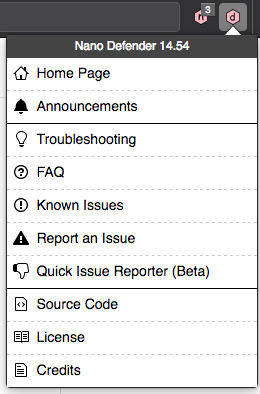 n
3
d
Nano Defender 14.54
Home Page
Announcements
Troubleshooting
FAQ
Known Issues
Report an Issue
Quick Issue Reporter (Beta)
Source Code
License
Credits